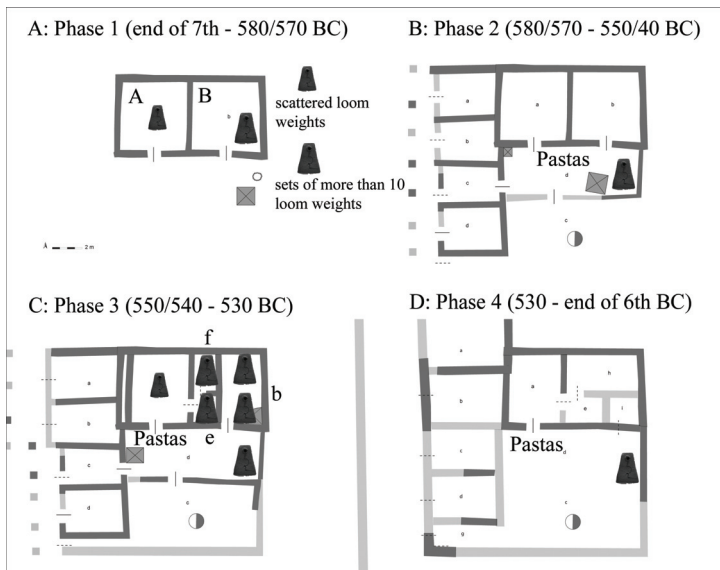 A: Phase 1 (end of 7th - 580/570 BC)
A
B
b
scattered loom
weights
sets of more than 10
loom weights
2 m
B: Phase 2 (580/570 - 550/40 BC)
a
b
c
d
a
b
Pastas
d
c
C: Phase 3 (550/540 - 530 BC)
f
a
b
b
Pastas
e
c
d
d
c
D: Phase 4 (530 - end of 6th BC)
a
h
a
b
e
i
Pastas
c
d
d
c
g